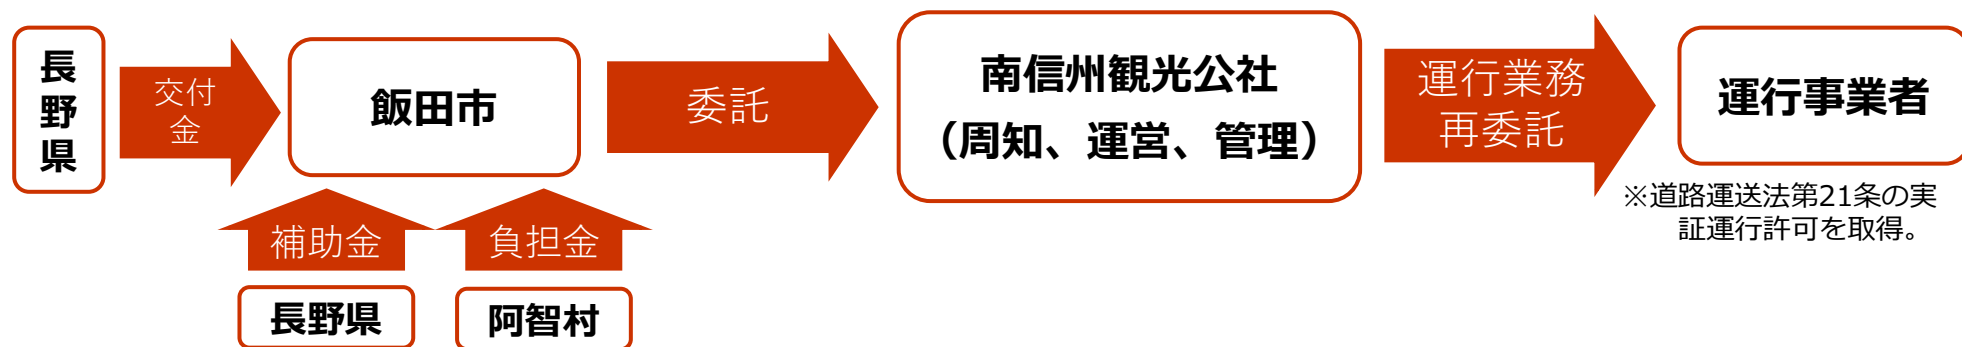 長
野
県
交付
金
飯田市
委託
南信州観光公社
（周知、運営、管理）
運行業務
再委託
運行事業者
※道路運送法第21条の実
証運行許可を取得。
補助金
負担金
長野県
阿智村